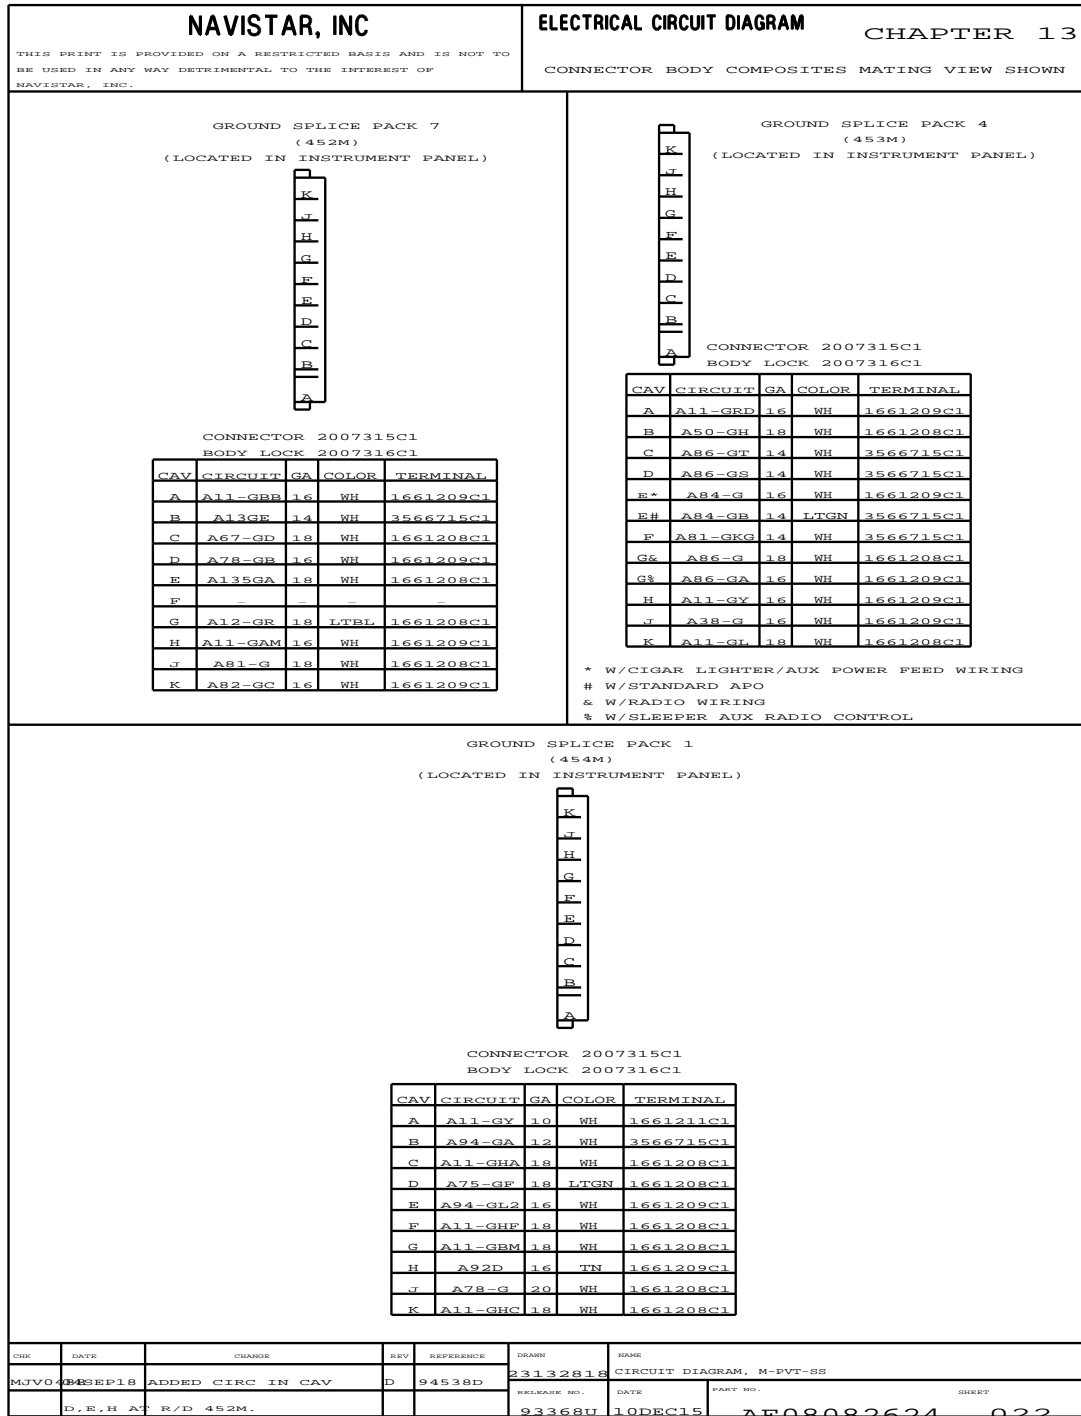 NAVISTAR, INC
THIS PRINT IS PROVIDED ON A RESTRICTED BASIS AND IS NOT TO
BE USED IN ANY WAY DETRIMENTAL TO THE INTEREST OF
NAVISTAR, INC.
ELECTRICAL CIRCUIT DIAGRAM
CHAPTER 13
CONNECTOR BODY COMPOSITES MATING VIEW SHOWN
GROUND SPLICE PACK 7
(452M)
(LOCATED IN INSTRUMENT PANEL)
K
J
H
G
F
E
D
C
B
A
CONNECTOR 2007315C1
BODY LOCK 2007316C1
CAV CIRCUIT GA COLOR TERMINAL
A A11-GBB 16 WH 1661209C1
B A13GE 14 WH 3566715C1
C A67-GD 18 WH 1661208C1
D A78-GB 16 WH 1661209C1
E A135GA 18 WH 1661208C1
F - - - -
G A12-GR 18 LTBL 1661208C1
H A11-GAM 16 WH 1661209C1
J A81-G 18 WH 1661208C1
K A82-GC 16 WH 1661209C1
GROUND SPLICE PACK 4
(453M)
(LOCATED IN INSTRUMENT PANEL)
K
J
H
G
F
E
D
C
B
A
CONNECTOR 2007315C1
BODY LOCK 2007316C1
CAV CIRCUIT GA COLOR TERMINAL
A A11-GRD 16 WH 1661209C1
B A50-GH 18 WH 1661208C1
C A86-GT 14 WH 3566715C1
D A86-GS 14 WH 3566715C1
E* A84-G 16 WH 1661209C1
E# A84-GB 14 LTGN 3566715C1
F A81-GKG 14 WH 3566715C1
G& A86-G 18 WH 1661208C1
G% A86-GA 16 WH 1661209C1
H A11-GY 16 WH 1661209C1
J A38-G 16 WH 1661209C1
K A11-GL 18 WH 1661208C1
* W/CIGAR LIGHTER/AUX POWER FEED WIRING
# W/STANDARD APO
& W/RADIO WIRING
% W/SLEEPER AUX RADIO CONTROL
GROUND SPLICE PACK 1
(454M)
(LOCATED IN INSTRUMENT PANEL)
K
J
H
G
F
E
D
C
B
A
CONNECTOR 2007315C1
BODY LOCK 2007316C1
CAV CIRCUIT GA COLOR TERMINAL
A A11-GY 10 WH 1661211C1
B A94-GA 12 WH 3566715C1
C A11-GHA 18 WH 1661208C1
D A75-GF 18 LTGN 1661208C1
E A94-GL2 16 WH 1661209C1
F A11-GHF 18 WH 1661208C1
G A11-GBM 18 WH 1661208C1
H A92D 16 TN 1661209C1
J A78-G 20 WH 1661208C1
K A11-GHC 18 WH 1661208C1
CHK DATE CHANGE REV REFERENCE DRAWN NAME
ADDED CIRC IN CAV D 94538D 23132818 CIRCUIT DIAGRAM, M-PVT-SS
RELEASE NO. DATE PART NO. SHEET
D,E,H AT R/D 452M. 93368U 10DEC15 AF08082624 022